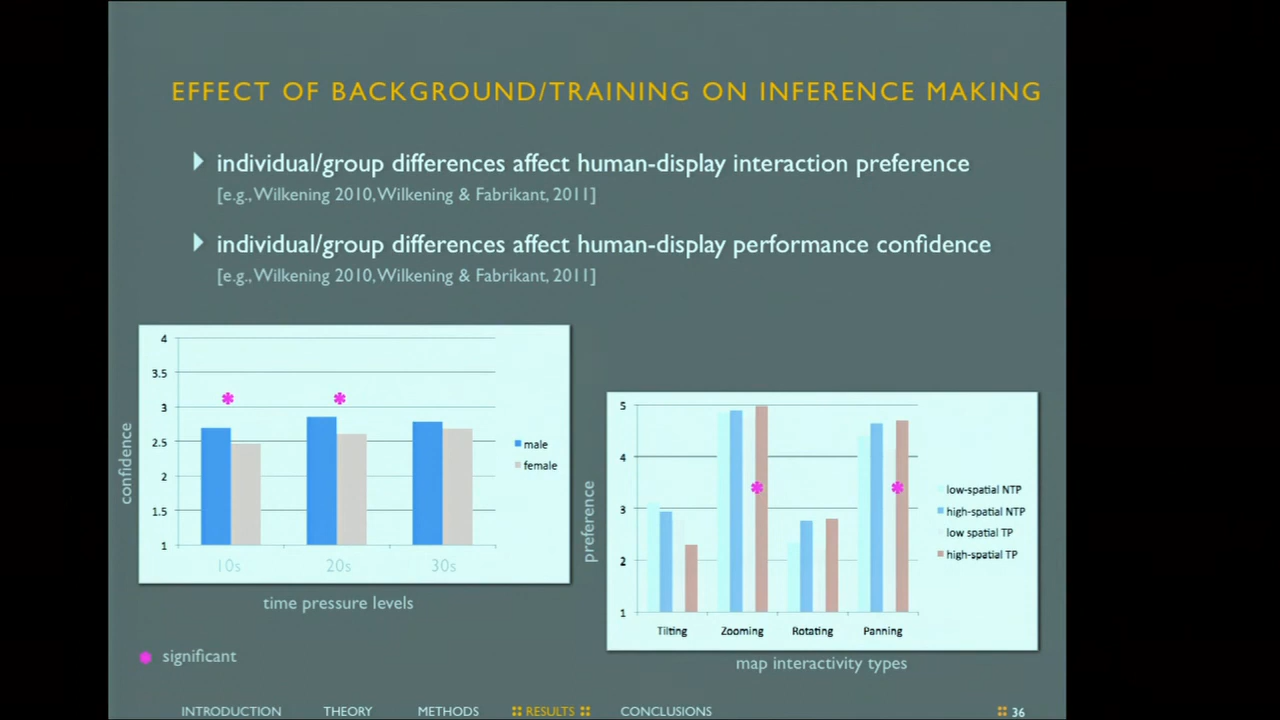 EFFECT OF BACKGROUND/TRAINING ON INFERENCE MAKING
individual/group differences affect human-display interaction preference
[e.g., Wilkening 2010, Wilkening & Fabrikant, 2011]
individual/group differences affect human-display performance confidence
[e.g., Wilkening 2010, Wilkening & Fabrikant, 2011]
4
3.5
3
2.5
2
1.5
1
confidence
10s 20s 30s
time pressure levels
male
female
* significant
5
4
3
2
1
preference
Tilting Zooming Rotating Panning
map interactivity types
low-spatial NTP
high-spatial NTP
low spatial TP
high-spatial TP
INTRODUCTION THEORY METHODS :: RESULTS :: CONCLUSIONS :: 36